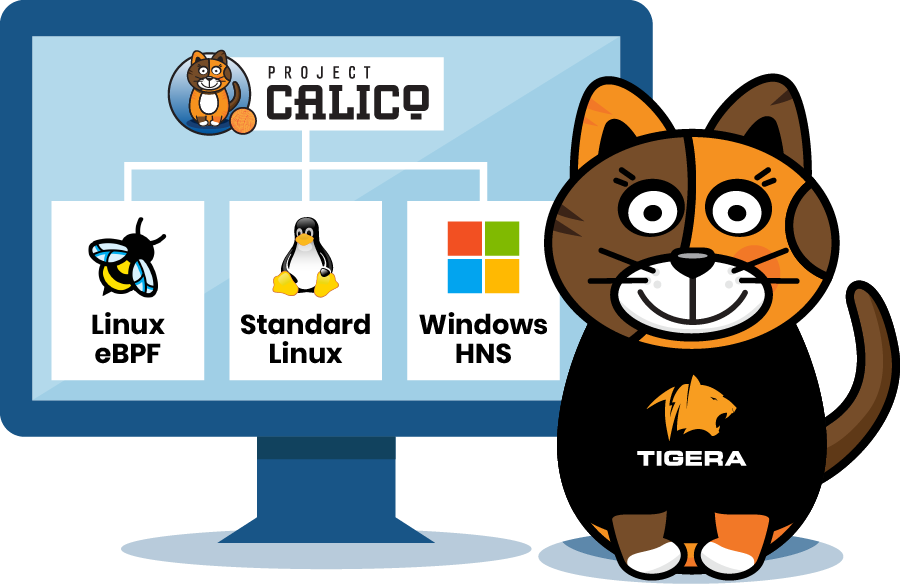 PROJECT
CALICO
Linux
eBPF
Standard
Linux
Windows
HNS
TIGERA